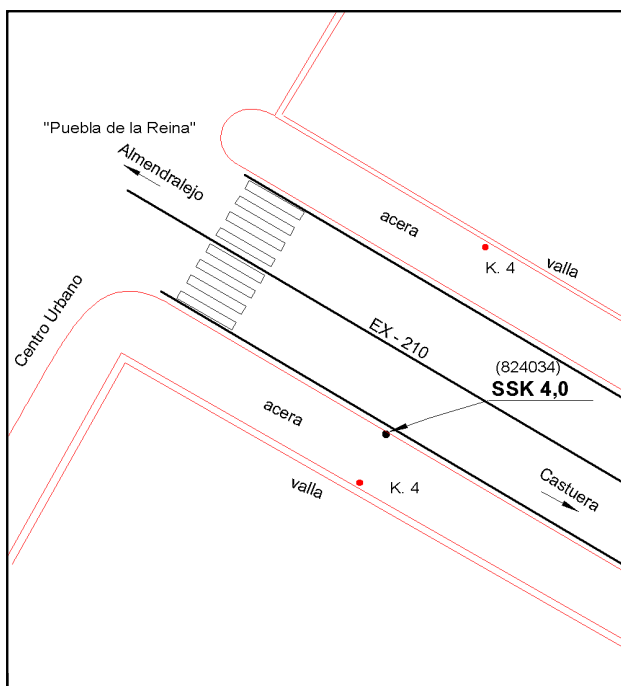 "Puebla de la Reina"
Almendralejo
acera
K. 4
valla
Centro Urbano
EX - 210
(824034)
SSK 4,0
acera
valla
K. 4
Castuera